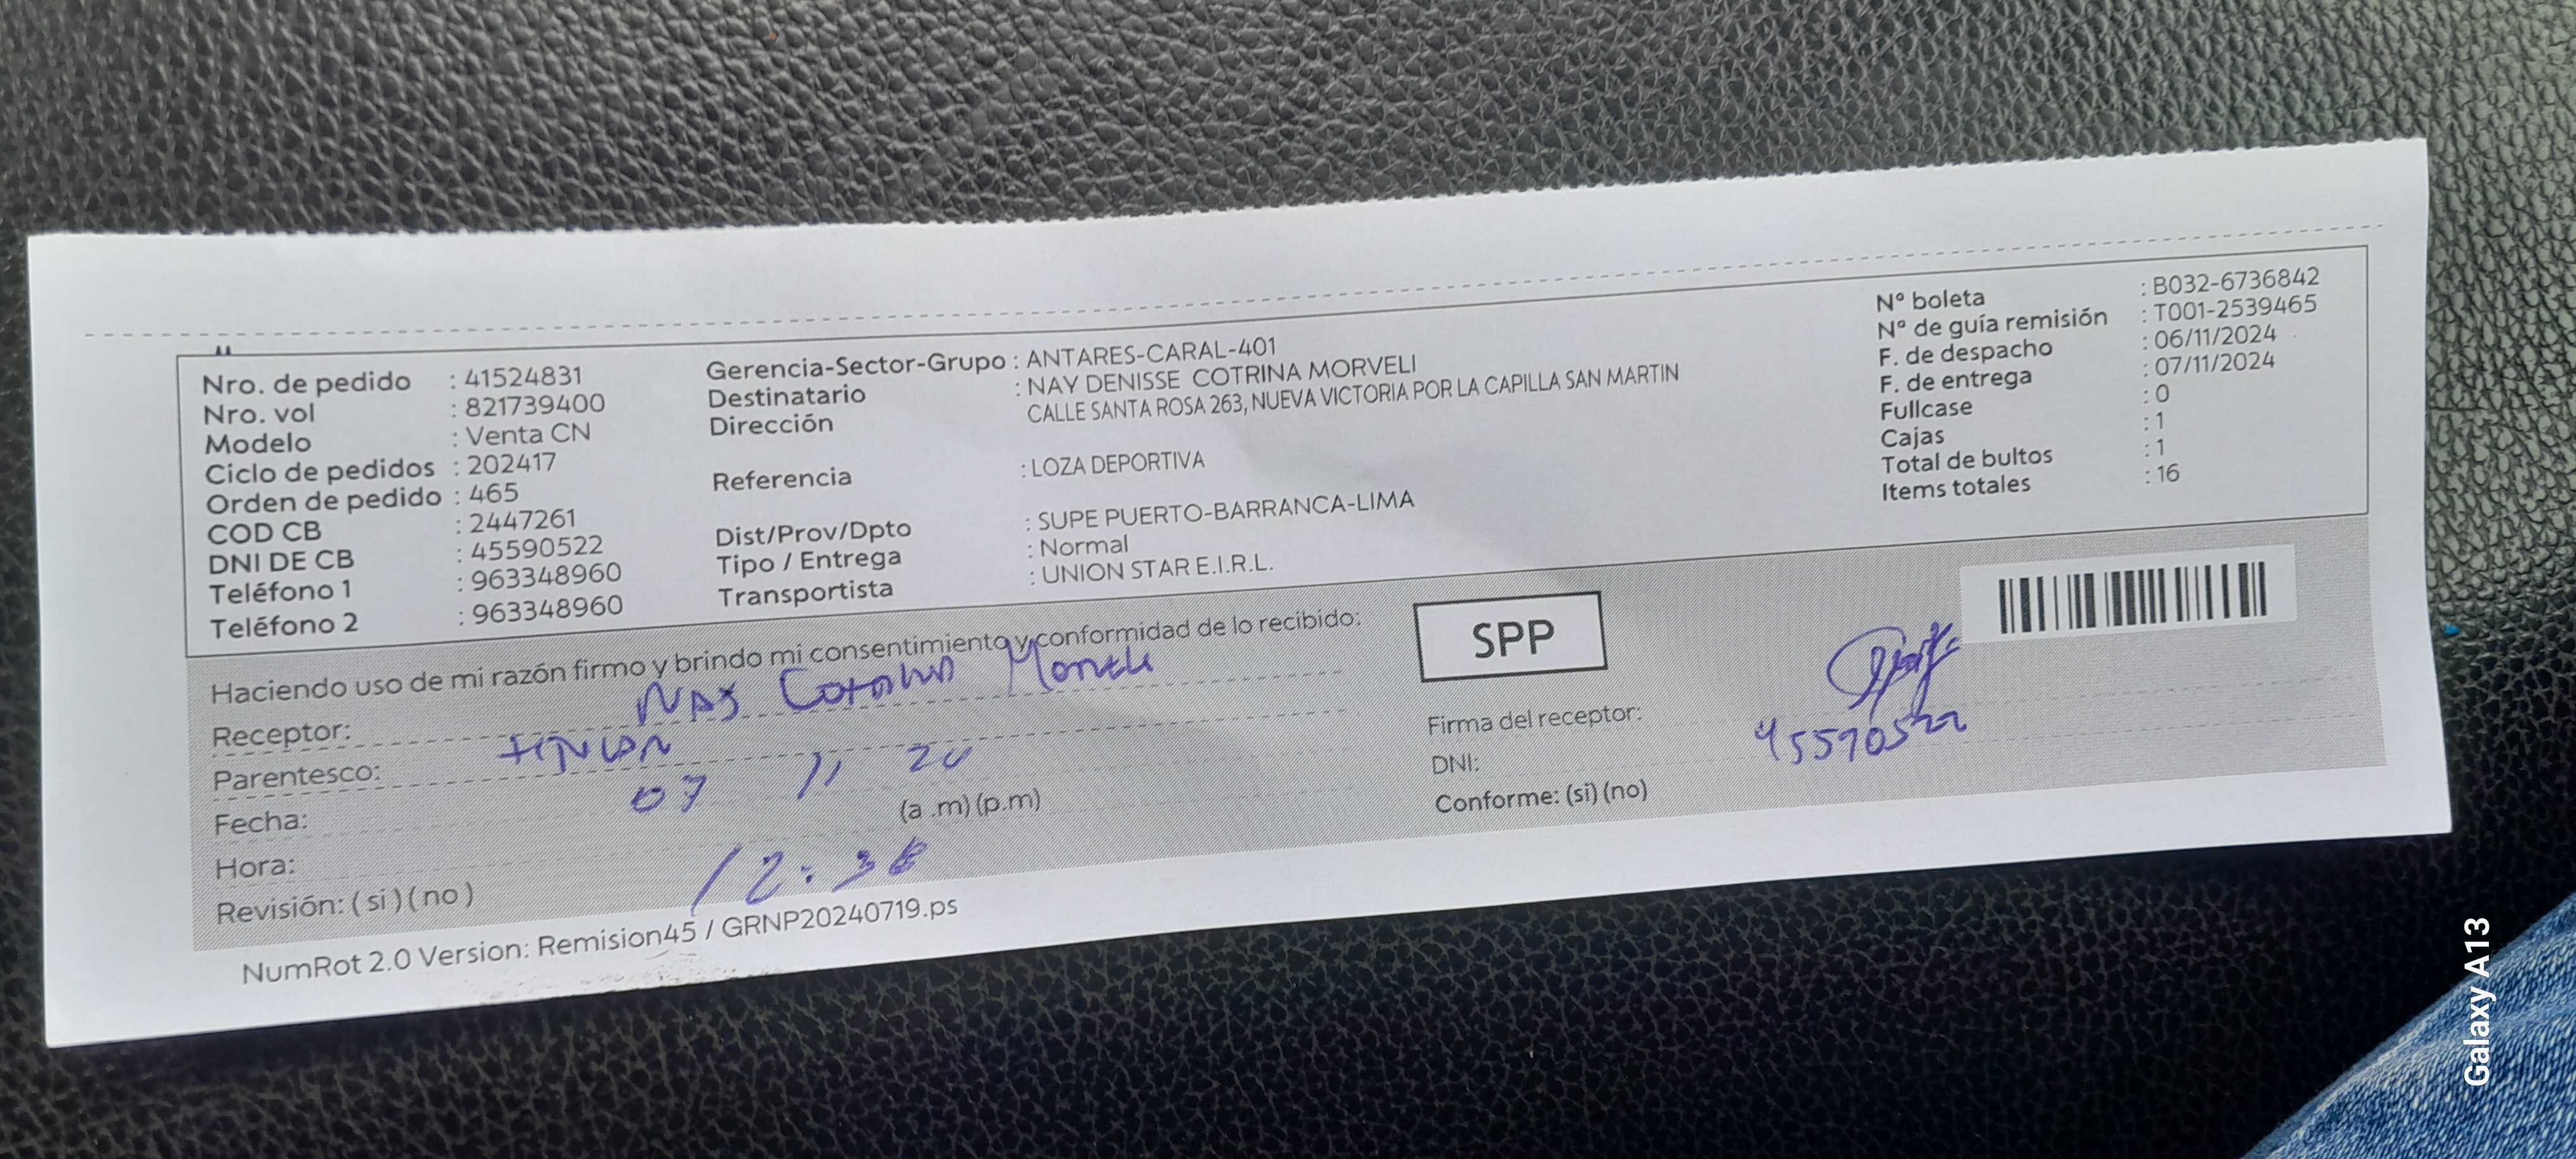 Nro. de pedido : 41524831
Nro. vol : 821739400
Modelo : Venta CN
Ciclo de pedidos : 202417
Orden de pedido : 465
COD CB : 2447261
DNI DE CB : 45590522
Teléfono 1 : 963348960
Teléfono 2 : 963348960
Gerencia-Sector-Grupo : ANTARES-CARAL-401
Destinatario : NAY DENISSE COTRINA MORVELI
Dirección CALLE SANTA ROSA 263, NUEVA VICTORIA POR LA CAPILLA SAN MARTIN
Referencia : LOZA DEPORTIVA
Dist/Prov/Dpto : SUPE PUERTO-BARRANCA-LIMA
Tipo / Entrega : Normal
Transportista : UNION STAR E.I.R.L.
N° boleta : B032-6736842
N° de guía remisión : T001-2539465
F. de despacho : 06/11/2024
F. de entrega : 07/11/2024
Fullcase : 0
Cajas : 1
Total de bultos : 1
Items totales : 16
Haciendo uso de mi razón firmo y brindo mi consentimiento y conformidad de lo recibido:
SPP
Receptor: Nay Cotrina Morveli
Parentesco:
Fecha: 07 11
Hora: 12:38 (a .m) (p.m)
Revisión: ( si ) ( no )
Firma del receptor:
DNI: 45590522
Conforme: (si) (no)
NumRot 2.0 Version: Remision45 / GRNP20240719.ps
Galaxy A13